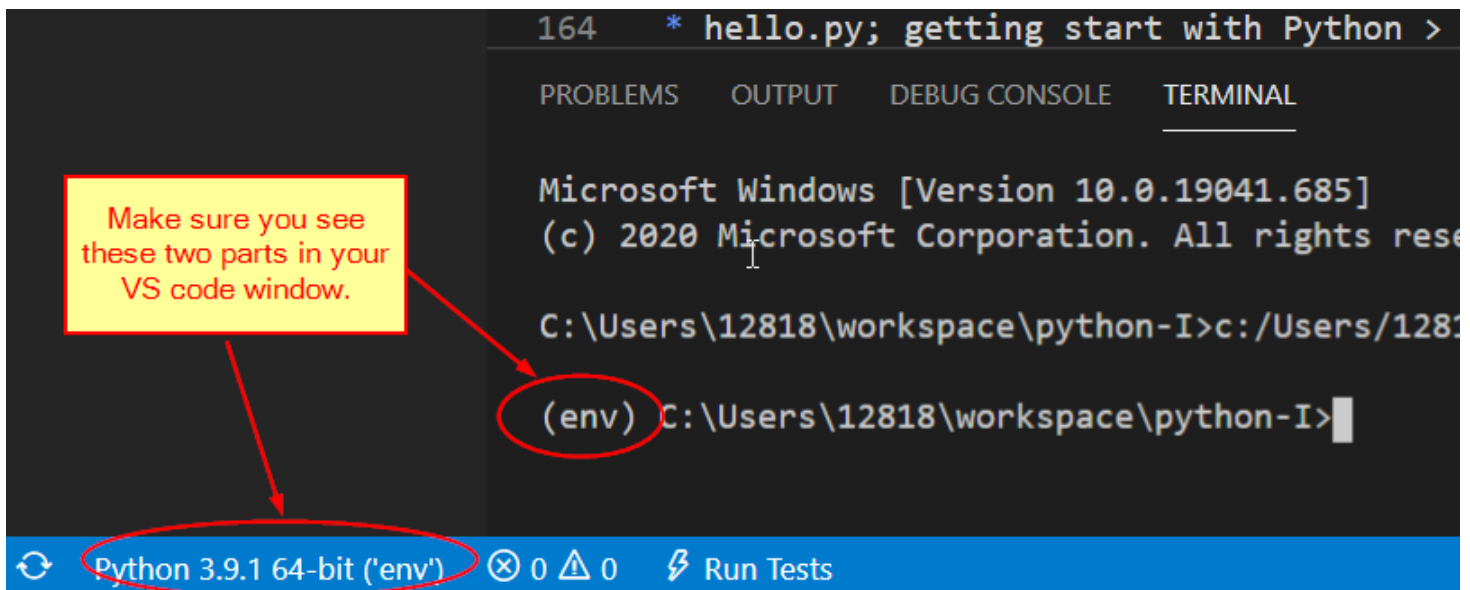 164 * hello.py; getting start with Python >
PROBLEMS OUTPUT DEBUG CONSOLE TERMINAL
Make sure you see
these two parts in your
VS code window.
Microsoft Windows [Version 10.0.19041.685]
(c) 2020 Microsoft Corporation. All rights rese
C:\Users\12818\workspace\python-I>c:/Users/1281
(env) C:\Users\12818\workspace\python-I>
Python 3.9.1 64-bit ('env') 0 0 Run Tests